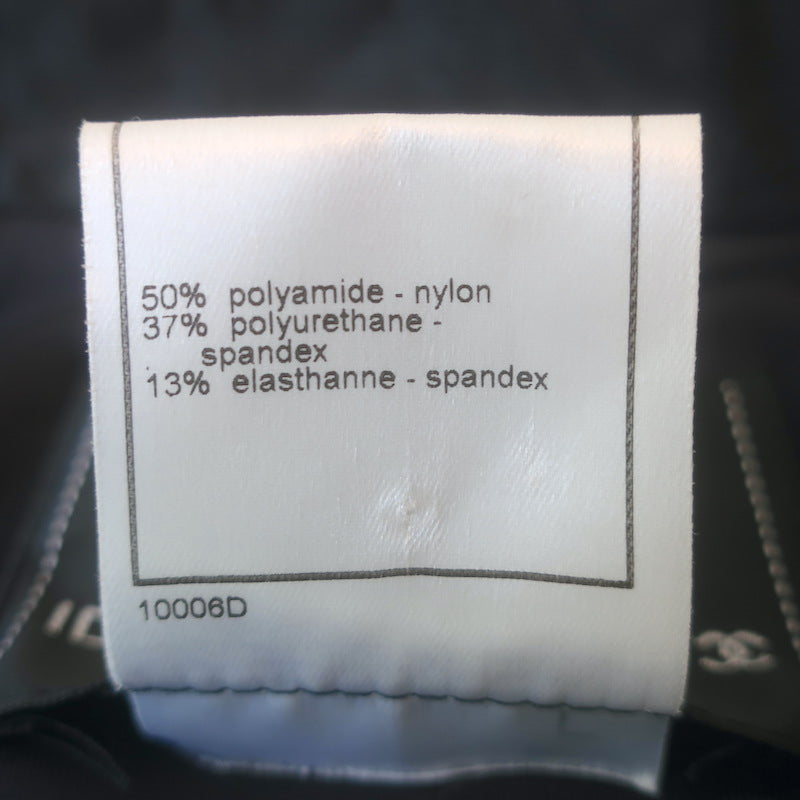 50% polyamide - nylon
37% polyurethane -
spandex
13% elasthanne - spandex
10006D